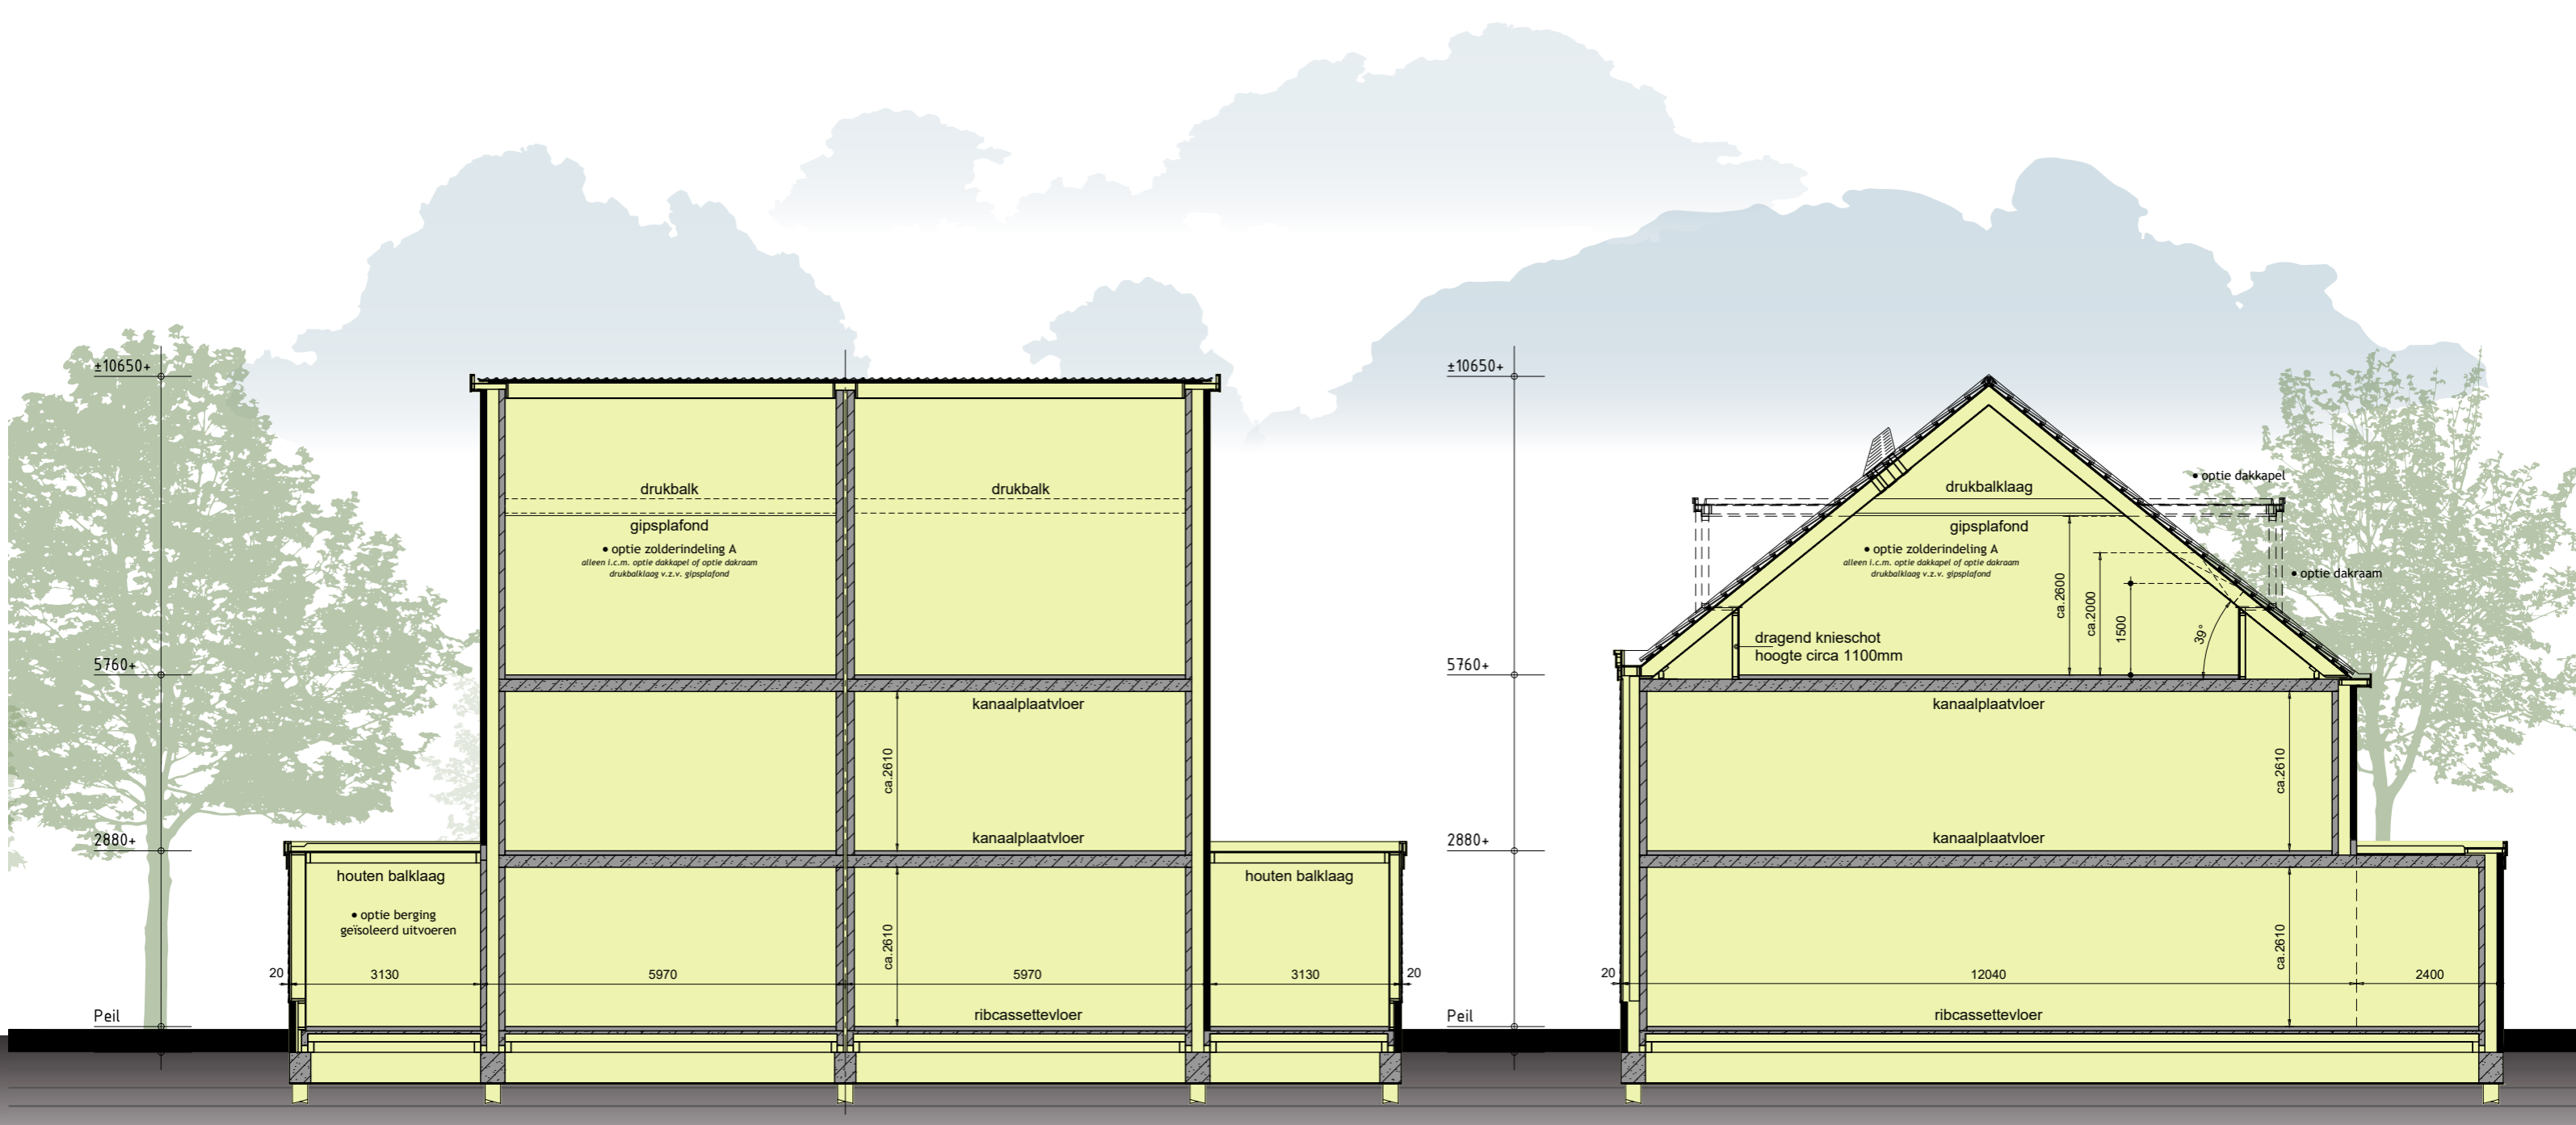 ±10650+
5760+
2880+
Peil
drukbalk
drukbalk
gipsplafond
• optie zolderindeling A
alleen i.c.m. optie dakkapel of optie dakraam
drukbalklaag v.z.v. gipsplafond
kanaalplaatvloer
ca.2610
kanaalplaatvloer
houten balklaag
• optie berging
geïsoleerd uitvoeren
houten balklaag
ca.2610
20
3130
5970
5970
3130
20
ribcassettevloer
±10650+
5760+
2880+
Peil
• optie dakkapel
drukbalklaag
gipsplafond
• optie zolderindeling A
alleen i.c.m. optie dakkapel of optie dakraam
drukbalklaag v.z.v. gipsplafond
• optie dakraam
ca.2600
ca.2000
1500
39°
dragend knieschot
hoogte circa 1100mm
kanaalplaatvloer
ca.2610
kanaalplaatvloer
ca.2610
20
12040
2400
ribcassettevloer